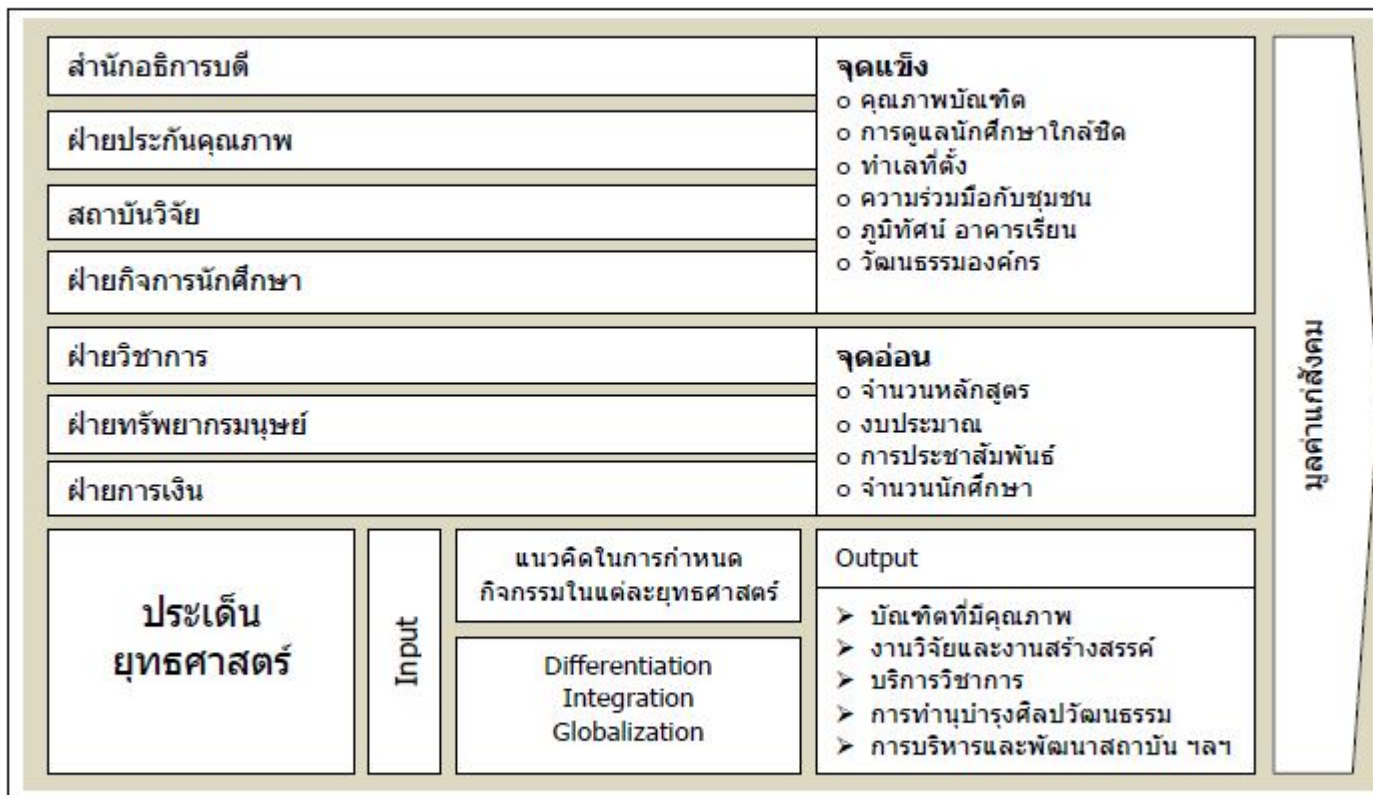 สำนักอธิการบดี
ฝ่ายประกันคุณภาพ
สถาบันวิจัย
ฝ่ายกิจการนักศึกษา
จุดแข็ง
o คุณภาพบัณฑิต
o การดูแลนักศึกษาใกล้ชิด
o ทำเลที่ตั้ง
o ความร่วมมือกับชุมชน
o ภูมิทัศน์ อาคารเรียน
o วัฒนธรรมองค์กร
ฝ่ายวิชาการ
ฝ่ายทรัพยากรมนุษย์
ฝ่ายการเงิน
จุดอ่อน
o จำนวนหลักสูตร
o งบประมาณ
o การประชาสัมพันธ์
o จำนวนนักศึกษา
ประเด็น
ยุทธศาสตร์
Input
แนวคิดในการกำหนด
กิจกรรมในแต่ละยุทธศาสตร์
Differentiation
Integration
Globalization
Output
➢ บัณฑิตที่มีคุณภาพ
➢ งานวิจัยและงานสร้างสรรค์
➢ บริการวิชาการ
➢ การทำนุบำรุงศิลปวัฒนธรรม
➢ การบริหารและพัฒนาสถาบัน ฯลฯ
มูลค่าแก่สังคม